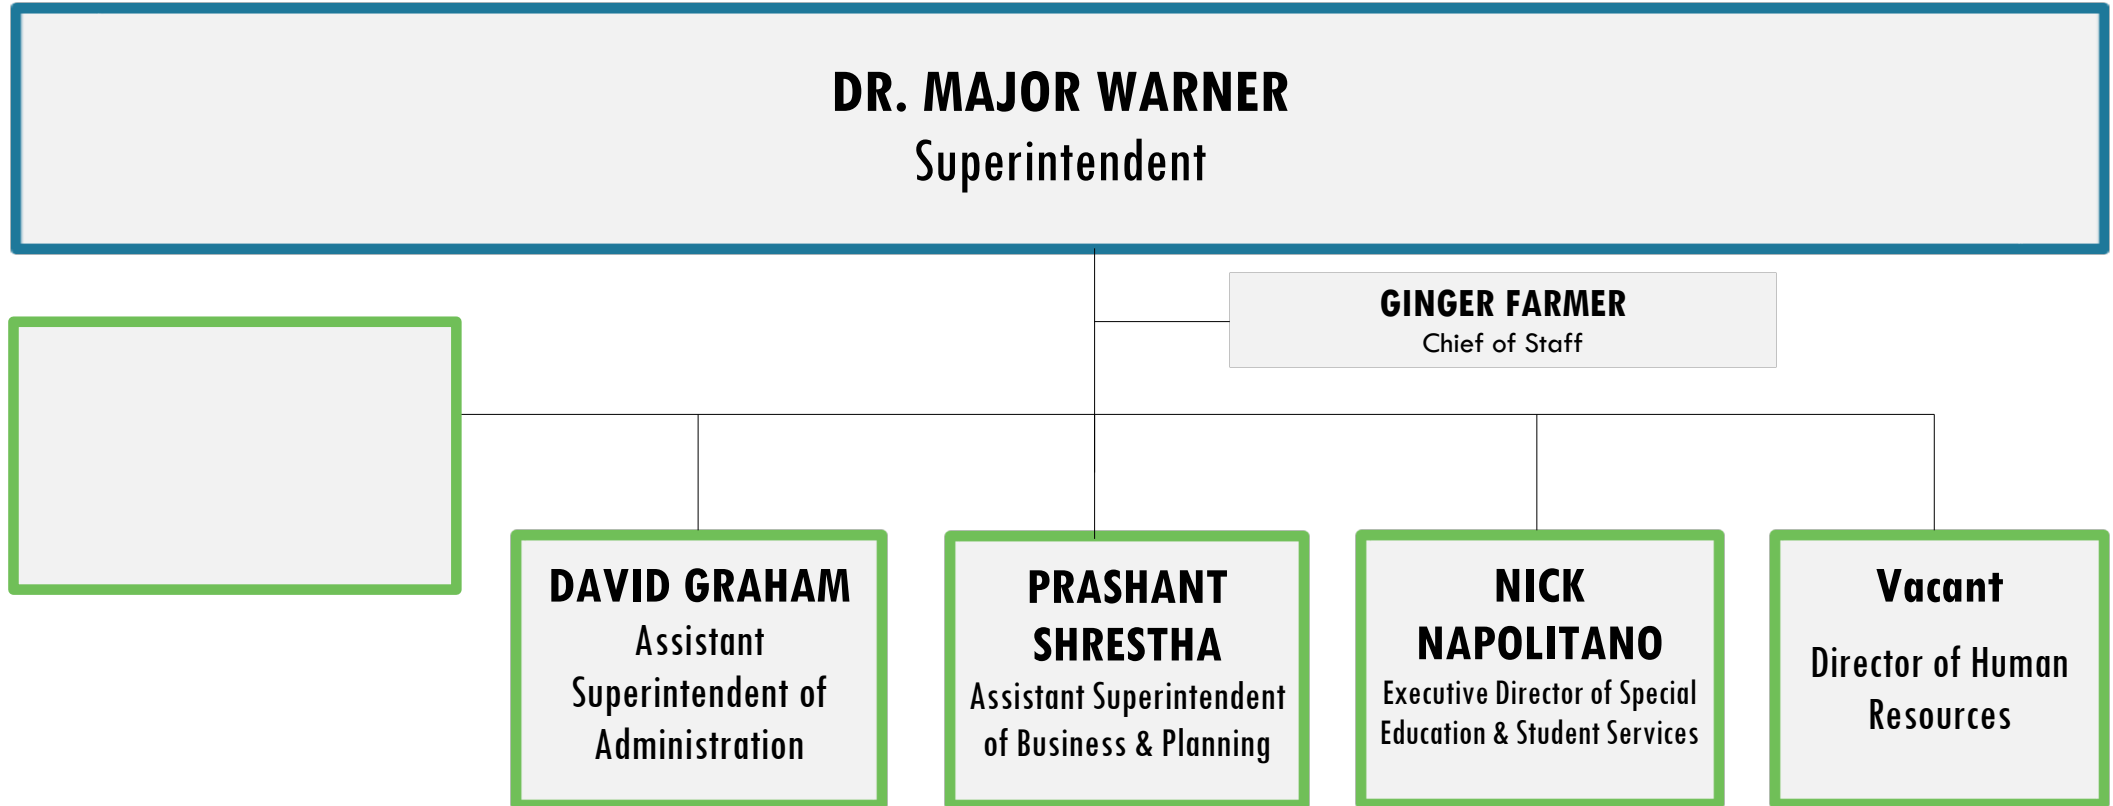 DR. MAJOR WARNER
Superintendent
GINGER FARMER
Chief of Staff
DAVID GRAHAM
Assistant
Superintendent of
Administration
PRASHANT
SHRESTHA
Assistant Superintendent
of Business & Planning
NICK
NAPOLITANO
Executive Director of Special
Education & Student Services
Vacant
Director of Human
Resources